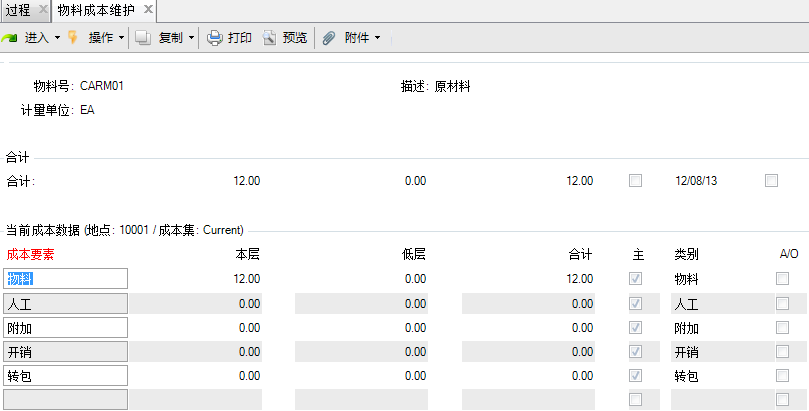 过程 物料成本维护
进入 操作 复制 打印 预览 附件
物料号: CARM01 描述: 原材料
计量单位: EA
合计
合计: 12.00 0.00 12.00 12/08/13
当前成本数据 (地点: 10001 / 成本集: Current)
成本要素 本层 低层 合计 主 类别 A/O
物料 12.00 0.00 12.00 物料
人工 0.00 0.00 0.00 人工
附加 0.00 0.00 0.00 附加
开销 0.00 0.00 0.00 开销
转包 0.00 0.00 0.00 转包